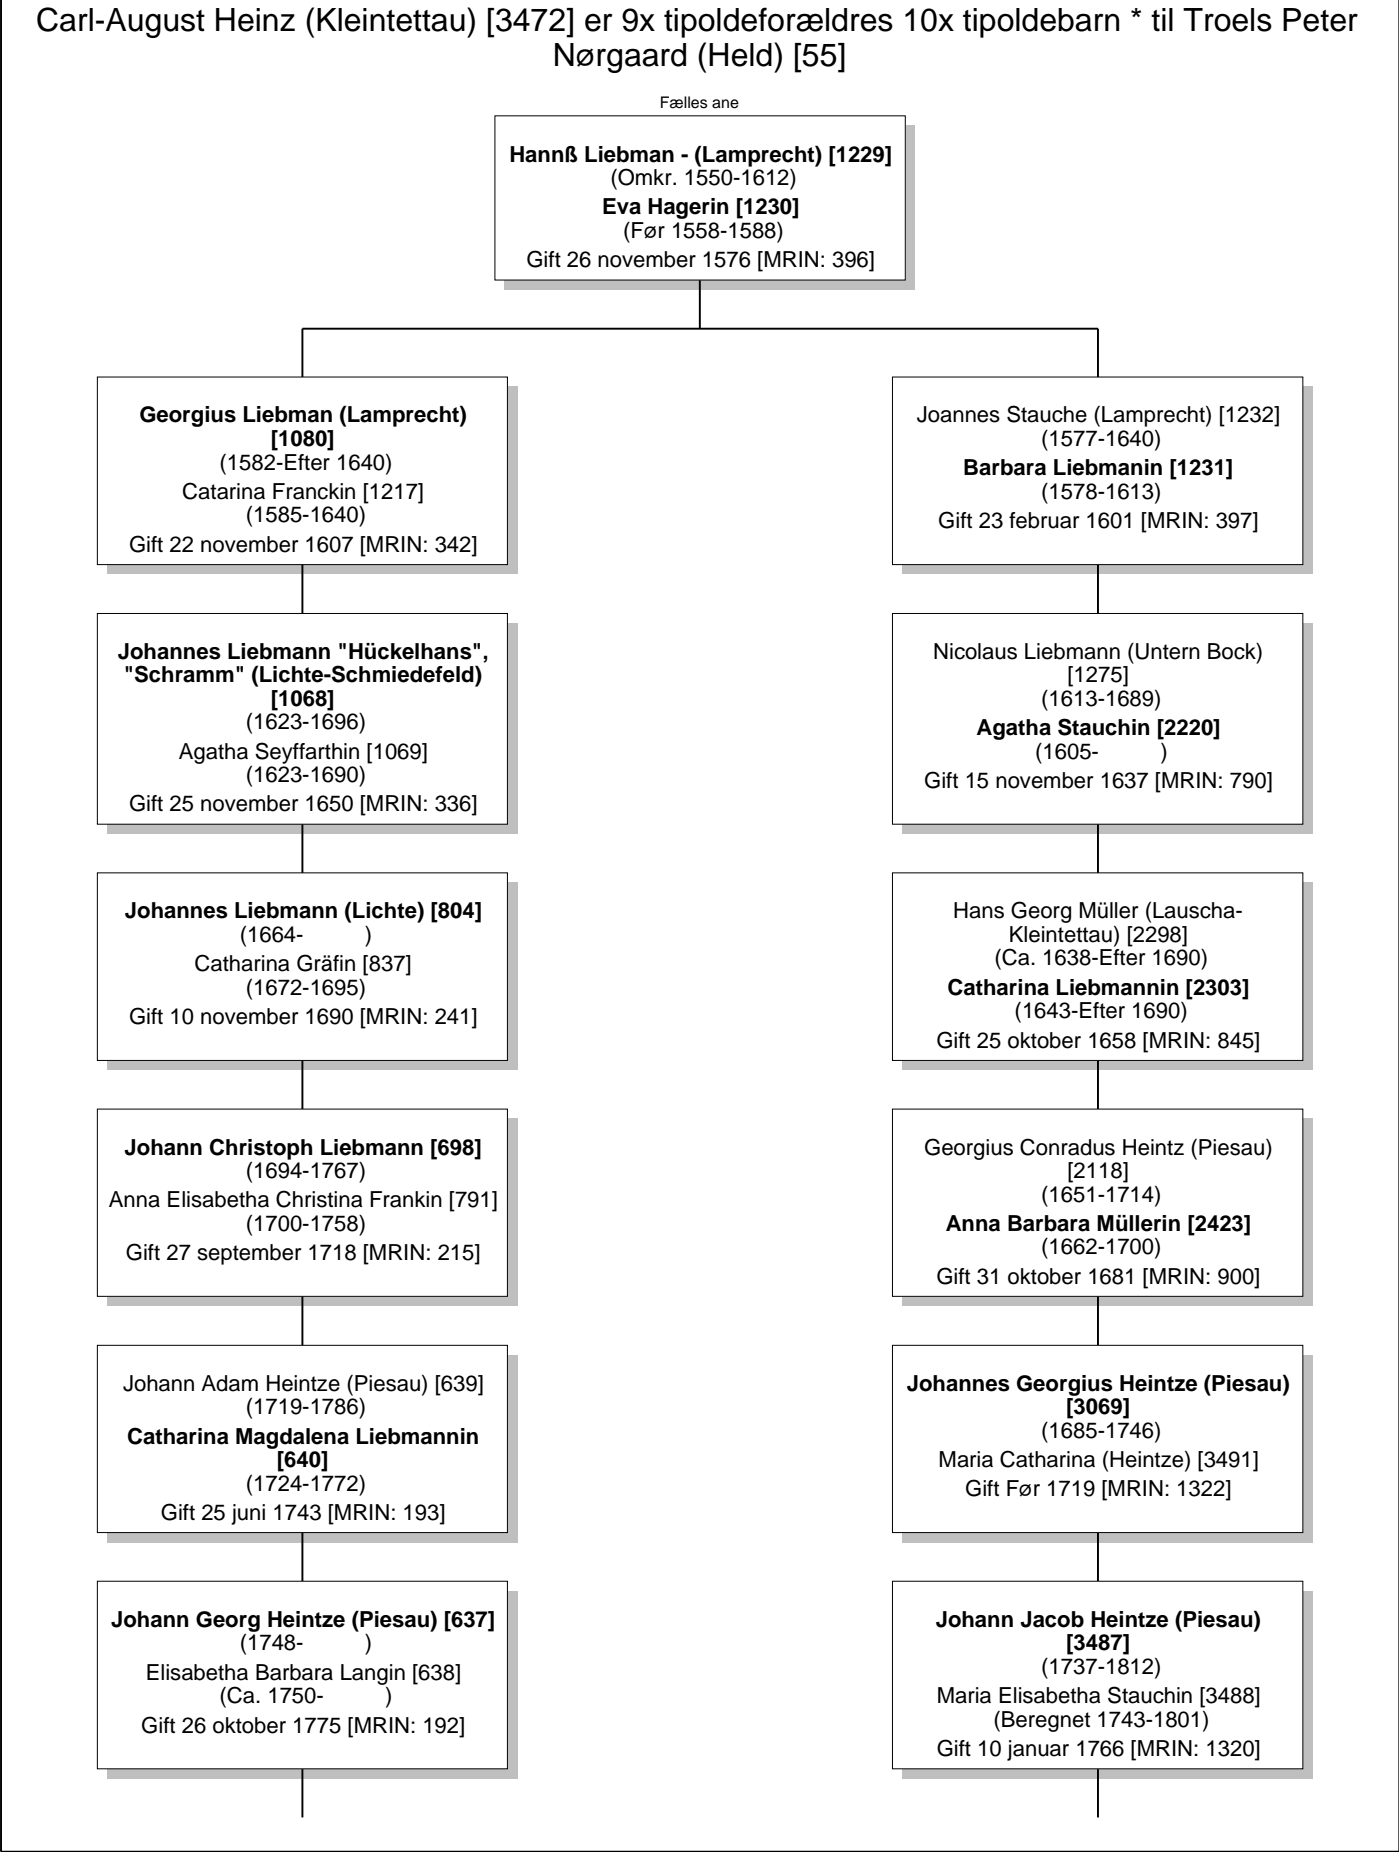 Carl-August Heinz (Kleintettau) [3472] er 9x tipoldeforældres 10x tipoldebarn * til Troels Peter
Nørgaard (Held) [55]
Fælles ane
Hannß Liebman - (Lamprecht) [1229]
(Omkr. 1550-1612)
Eva Hagerin [1230]
(Før 1558-1588)
Gift 26 november 1576 [MRIN: 396]
Georgius Liebman (Lamprecht)
[1080]
(1582-Efter 1640)
Catarina Franckin [1217]
(1585-1640)
Gift 22 november 1607 [MRIN: 342]
Johannes Liebmann "Hückelhans",
"Schramm" (Lichte-Schmiedefeld)
[1068]
(1623-1696)
Agatha Seyffarthin [1069]
(1623-1690)
Gift 25 november 1650 [MRIN: 336]
Johannes Liebmann (Lichte) [804]
(1664- )
Catharina Gräfin [837]
(1672-1695)
Gift 10 november 1690 [MRIN: 241]
Johann Christoph Liebmann [698]
(1694-1767)
Anna Elisabetha Christina Frankin [791]
(1700-1758)
Gift 27 september 1718 [MRIN: 215]
Johann Adam Heintze (Piesau) [639]
(1719-1786)
Catharina Magdalena Liebmannin
[640]
(1724-1772)
Gift 25 juni 1743 [MRIN: 193]
Johann Georg Heintze (Piesau) [637]
(1748- )
Elisabetha Barbara Langin [638]
(Ca. 1750- )
Gift 26 oktober 1775 [MRIN: 192]
Joannes Stauche (Lamprecht) [1232]
(1577-1640)
Barbara Liebmanin [1231]
(1578-1613)
Gift 23 februar 1601 [MRIN: 397]
Nicolaus Liebmann (Untern Bock)
[1275]
(1613-1689)
Agatha Stauchin [2220]
(1605- )
Gift 15 november 1637 [MRIN: 790]
Hans Georg Müller (Lauscha-
Kleintettau) [2298]
(Ca. 1638-Efter 1690)
Catharina Liebmannin [2303]
(1643-Efter 1690)
Gift 25 oktober 1658 [MRIN: 845]
Georgius Conradus Heintz (Piesau)
[2118]
(1651-1714)
Anna Barbara Müllerin [2423]
(1662-1700)
Gift 31 oktober 1681 [MRIN: 900]
Johannes Georgius Heintze (Piesau)
[3069]
(1685-1746)
Maria Catharina (Heintze) [3491]
Gift Før 1719 [MRIN: 1322]
Johann Jacob Heintze (Piesau)
[3487]
(1737-1812)
Maria Elisabetha Stauchin [3488]
(Beregnet 1743-1801)
Gift 10 januar 1766 [MRIN: 1320]